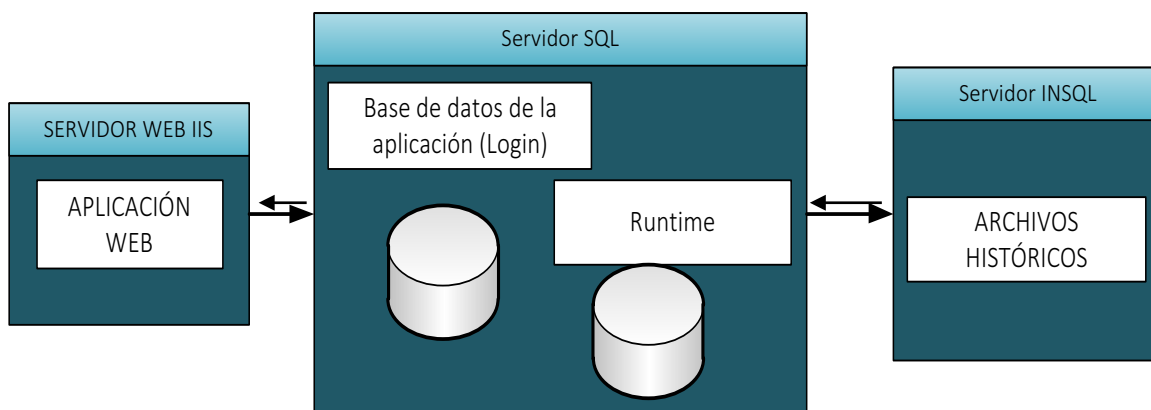 SERVIDOR WEB IIS
APLICACIÓN
WEB
Servidor SQL
Base de datos de la
aplicación (Login)
Runtime
Servidor INSQL
ARCHIVOS
HISTÓRICOS